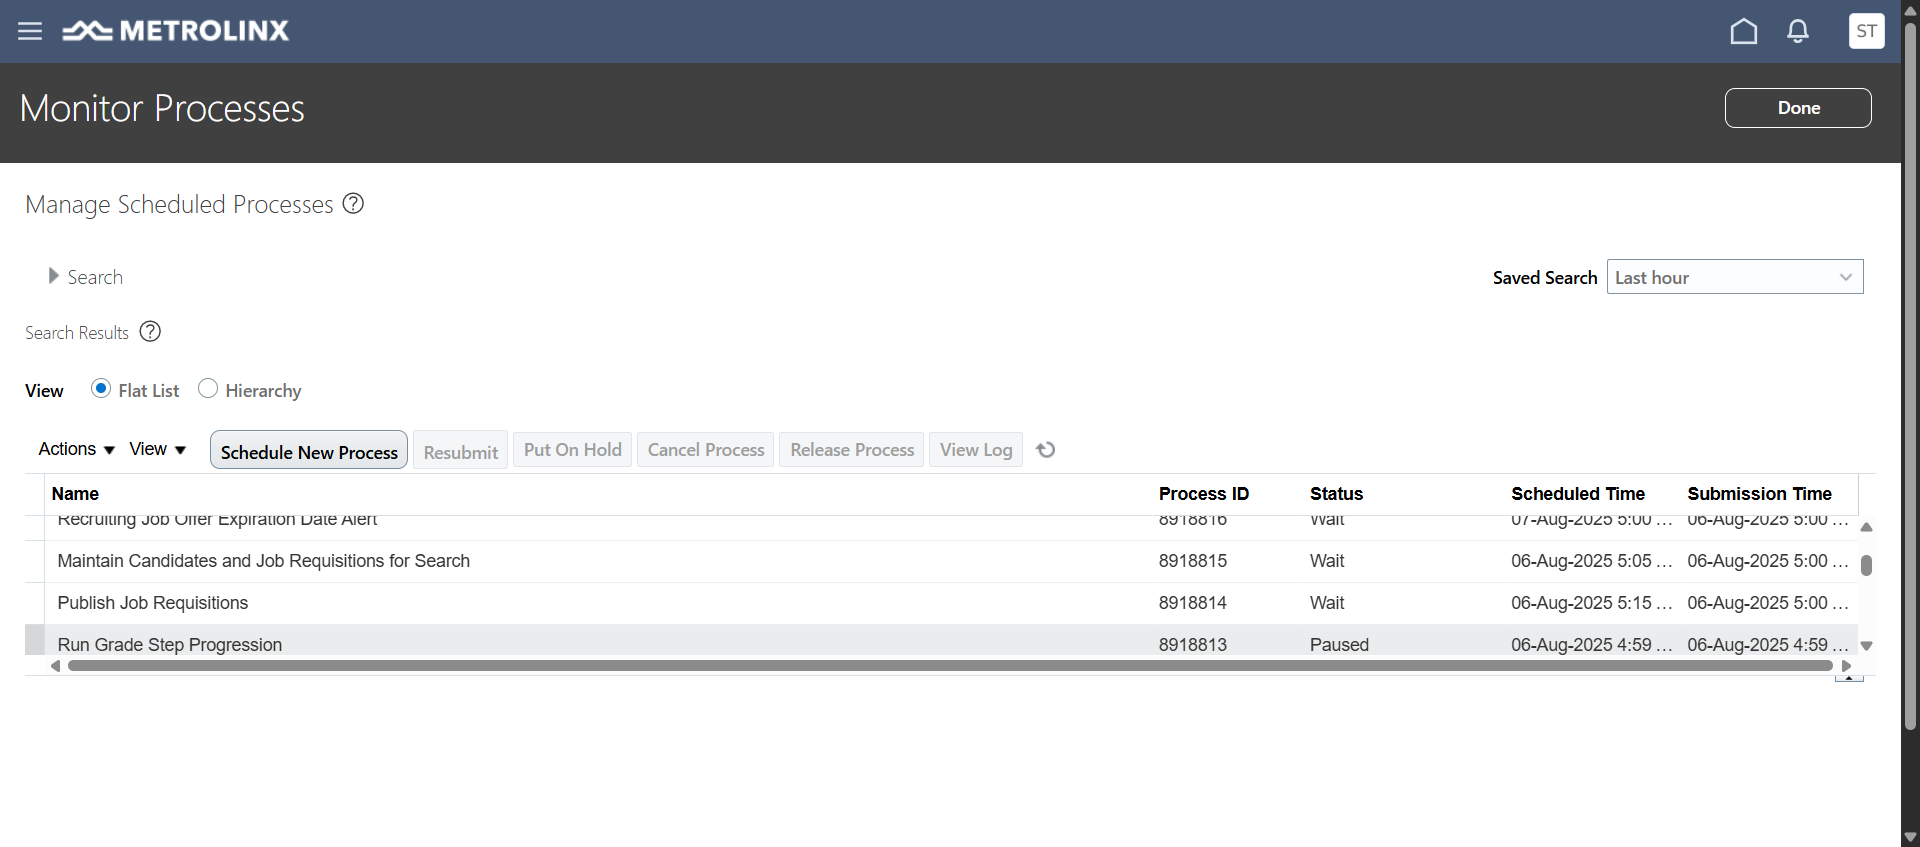 METROLINX
ST
Monitor Processes
Done
Manage Scheduled Processes ?
Search
Saved Search Last hour
Search Results ?
View Flat List Hierarchy
Actions View Schedule New Process Resubmit Put On Hold Cancel Process Release Process View Log
Name Process ID Status Scheduled Time Submission Time
Recruiting Job Offer Expiration Date Alert 8918816 Wait 07-Aug-2025 5:00 ... 06-Aug-2025 5:00 ...
Maintain Candidates and Job Requisitions for Search 8918815 Wait 06-Aug-2025 5:05 ... 06-Aug-2025 5:00 ...
Publish Job Requisitions 8918814 Wait 06-Aug-2025 5:15 ... 06-Aug-2025 5:00 ...
Run Grade Step Progression 8918813 Paused 06-Aug-2025 4:59 ... 06-Aug-2025 4:59 ...